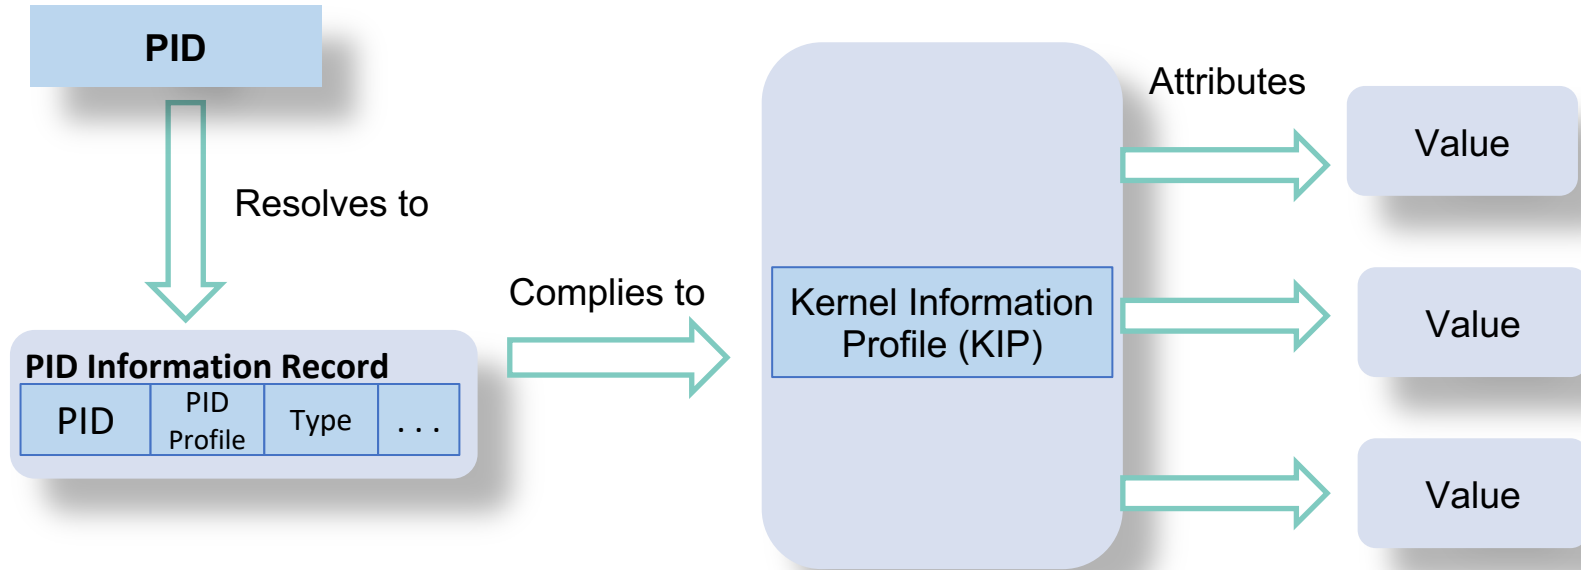 PID
Resolves to
PID Information Record
PID
PID
Profile
Type
. . .
Complies to
Kernel Information
Profile (KIP)
Attributes
Value
Value
Value